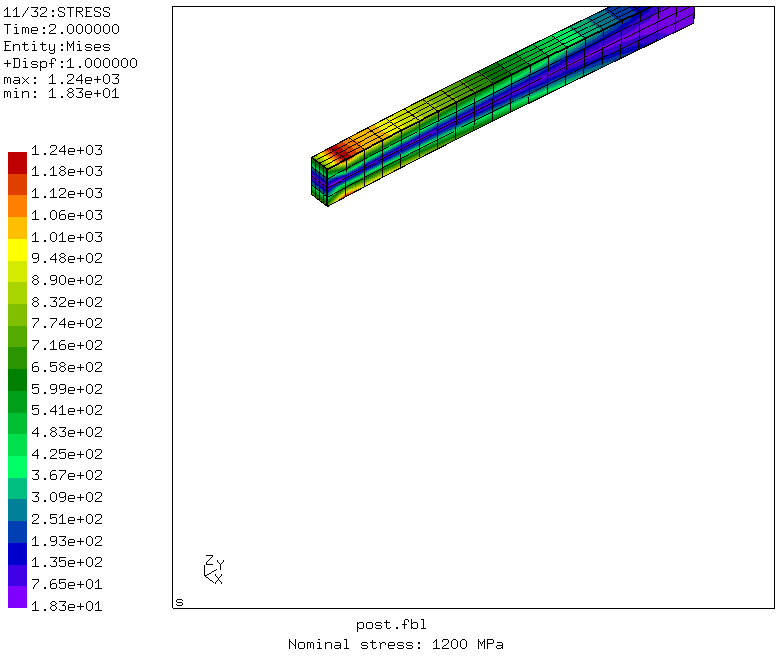 11/32:STRESS
Time:2.000000
Entity:Mises
+Dispf:1.000000
max: 1.24e+03
min: 1.83e+01
1.24e+03
1.18e+03
1.12e+03
1.06e+03
1.01e+03
9.48e+02
8.90e+02
8.32e+02
7.74e+02
7.16e+02
6.58e+02
5.99e+02
5.41e+02
4.83e+02
4.25e+02
3.67e+02
3.09e+02
2.51e+02
1.93e+02
1.35e+02
7.65e+01
1.83e+01
Z
Y
X
s
post.fbl
Nominal stress: 1200 MPa